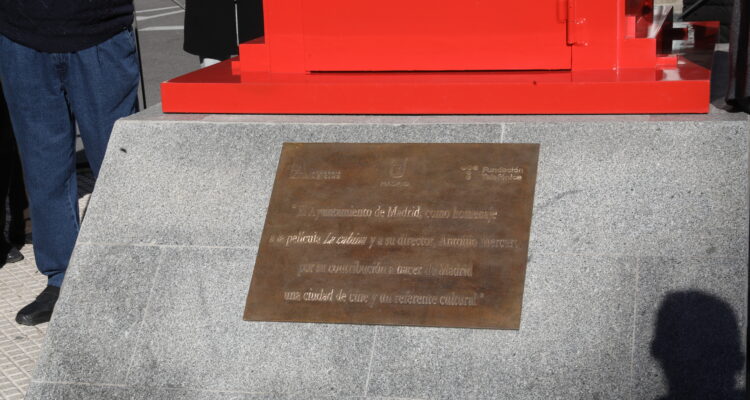 MADRID
Fundación
Telefónica
"El Ayuntamiento de Madrid, como homenaje
a la película La cabina y a su director, Antonio Mercero,
por su contribución a hacer de Madrid
una ciudad de cine y un referente cultural"